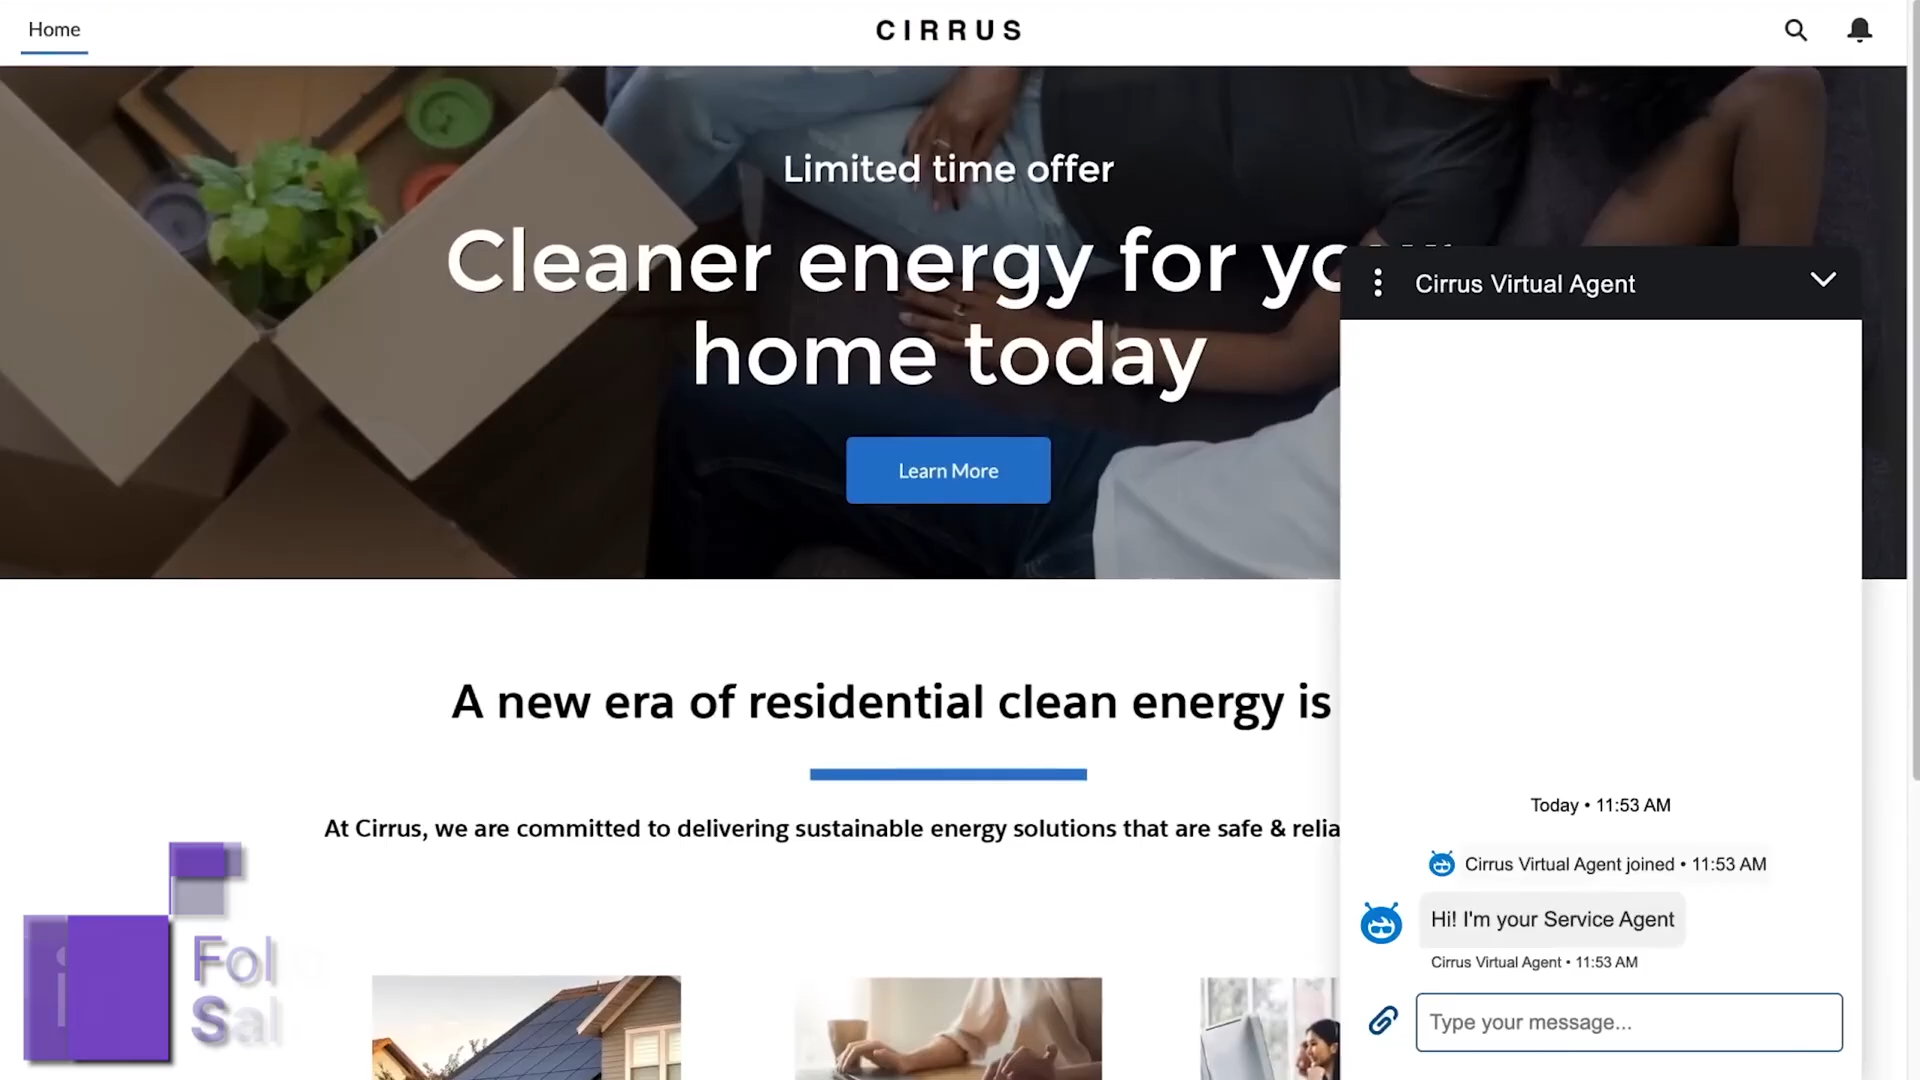 Home
CIRRUS
Limited time offer
Cleaner energy for
home today
Learn More
Cirrus Virtual Agent
A new era of residential clean energy is
At Cirrus, we are committed to delivering sustainable energy solutions that are safe &
Today • 11:53 AM
Cirrus Virtual Agent joined • 11:53 AM
Hi! I'm your Service Agent
Cirrus Virtual Agent • 11:53 AM
Type your message...